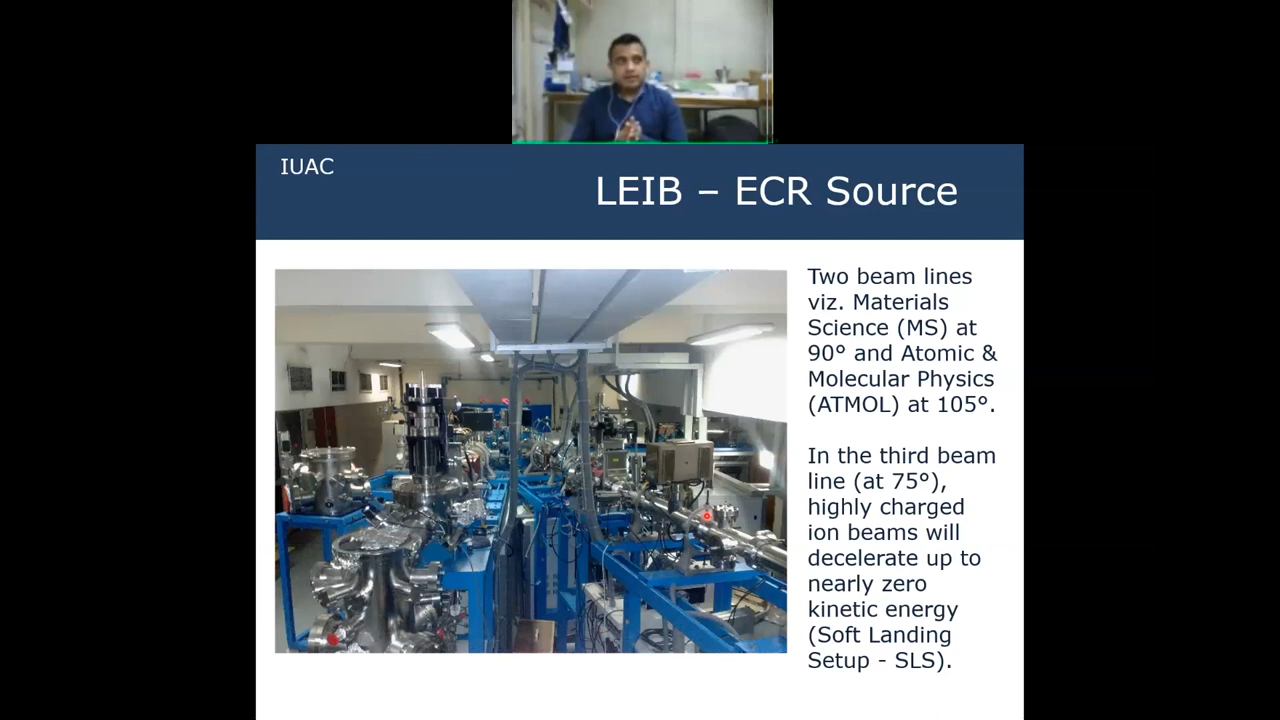 IUAC
LEIB – ECR Source
Two beam lines
viz. Materials
Science (MS) at
90° and Atomic &
Molecular Physics
(ATMOL) at 105°.
In the third beam
line (at 75°),
highly charged
ion beams will
decelerate up to
nearly zero
kinetic energy
(Soft Landing
Setup - SLS).